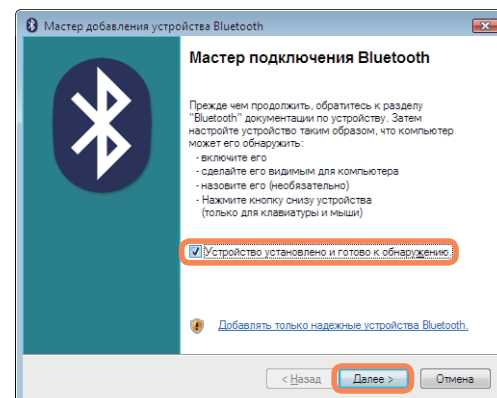 Мастер добавления устройства Bluetooth
Мастер подключения Bluetooth
Прежде чем продолжить, обратитесь к разделу
"Bluetooth" документации по устройству. Затем
настройте устройство таким образом, что компьютер
может его обнаружить:
- включите его
- сделайте его видимым для компьютера
- назовите его (необязательно)
- Нажмите кнопку снизу устройства
(только для клавиатуры и мыши)
Устройство установлено и готово к обнаружению.
Добавлять только надежные устройства Bluetooth.
< Назад
Далее >
Отмена